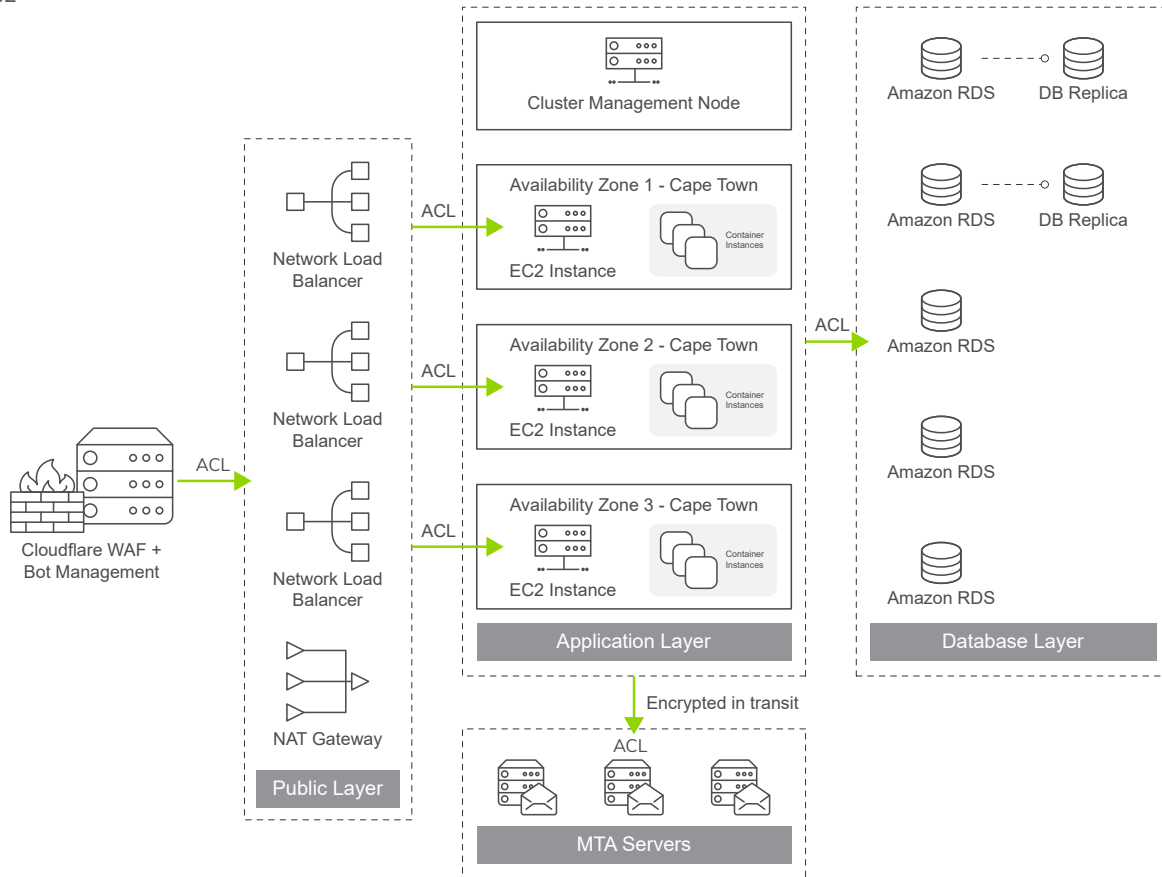 Cluster Management Node
Amazon RDS
DB Replica
Availability Zone 1 - Cape Town
ACL
EC2 Instance
Container
Instances
Amazon RDS
DB Replica
Network Load
Balancer
Availability Zone 2 - Cape Town
ACL
EC2 Instance
Container
Instances
ACL
Amazon RDS
Network Load
Balancer
ACL
Cloudflare WAF +
Bot Management
Availability Zone 3 - Cape Town
ACL
EC2 Instance
Container
Instances
Amazon RDS
Network Load
Balancer
Amazon RDS
Application Layer
Database Layer
Encrypted in transit
NAT Gateway
ACL
Public Layer
MTA Servers